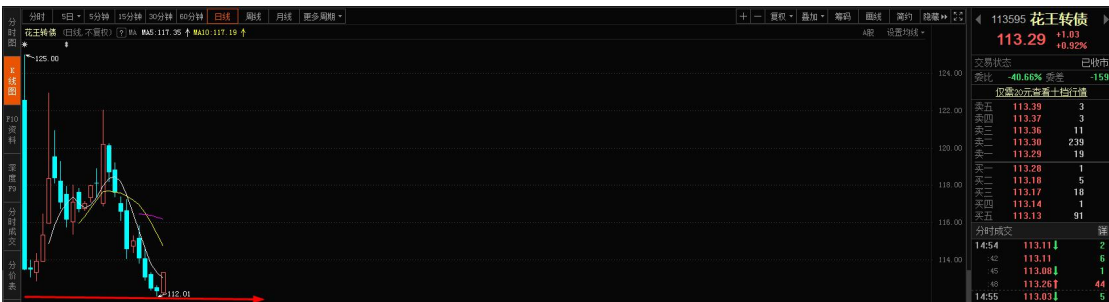 分时 5日 5分钟 15分钟 30分钟 60分钟 日线 周线 月线 更多周期
＋ － 复权 叠加 筹码 画线 简约 隐藏
花王转债 (日线,不复权) ? MA MA5:117.35 ↑ MA10:117.19 ↑
A股 设置均线
分时图
K线图
F10资料
深度F9
分时成交
分价表
125.00
112.01
124.00
122.00
120.00
118.00
116.00
114.00
113595 花王转债
113.29 +1.03
+0.92%
交易状态 已收市
委比 -40.66% 委差 -159
仅需20元查看十档行情
卖五 113.39 3
卖四 113.37 3
卖三 113.36 11
卖二 113.30 239
卖一 113.29 19
买一 113.28 1
买二 113.18 5
买三 113.17 18
买四 113.14 1
买五 113.13 91
分时成交 详
14:54 113.11↓ 2
:42 113.11 6
:45 113.08↓ 1
:48 113.26↑ 44
14:55 113.03↓ 5